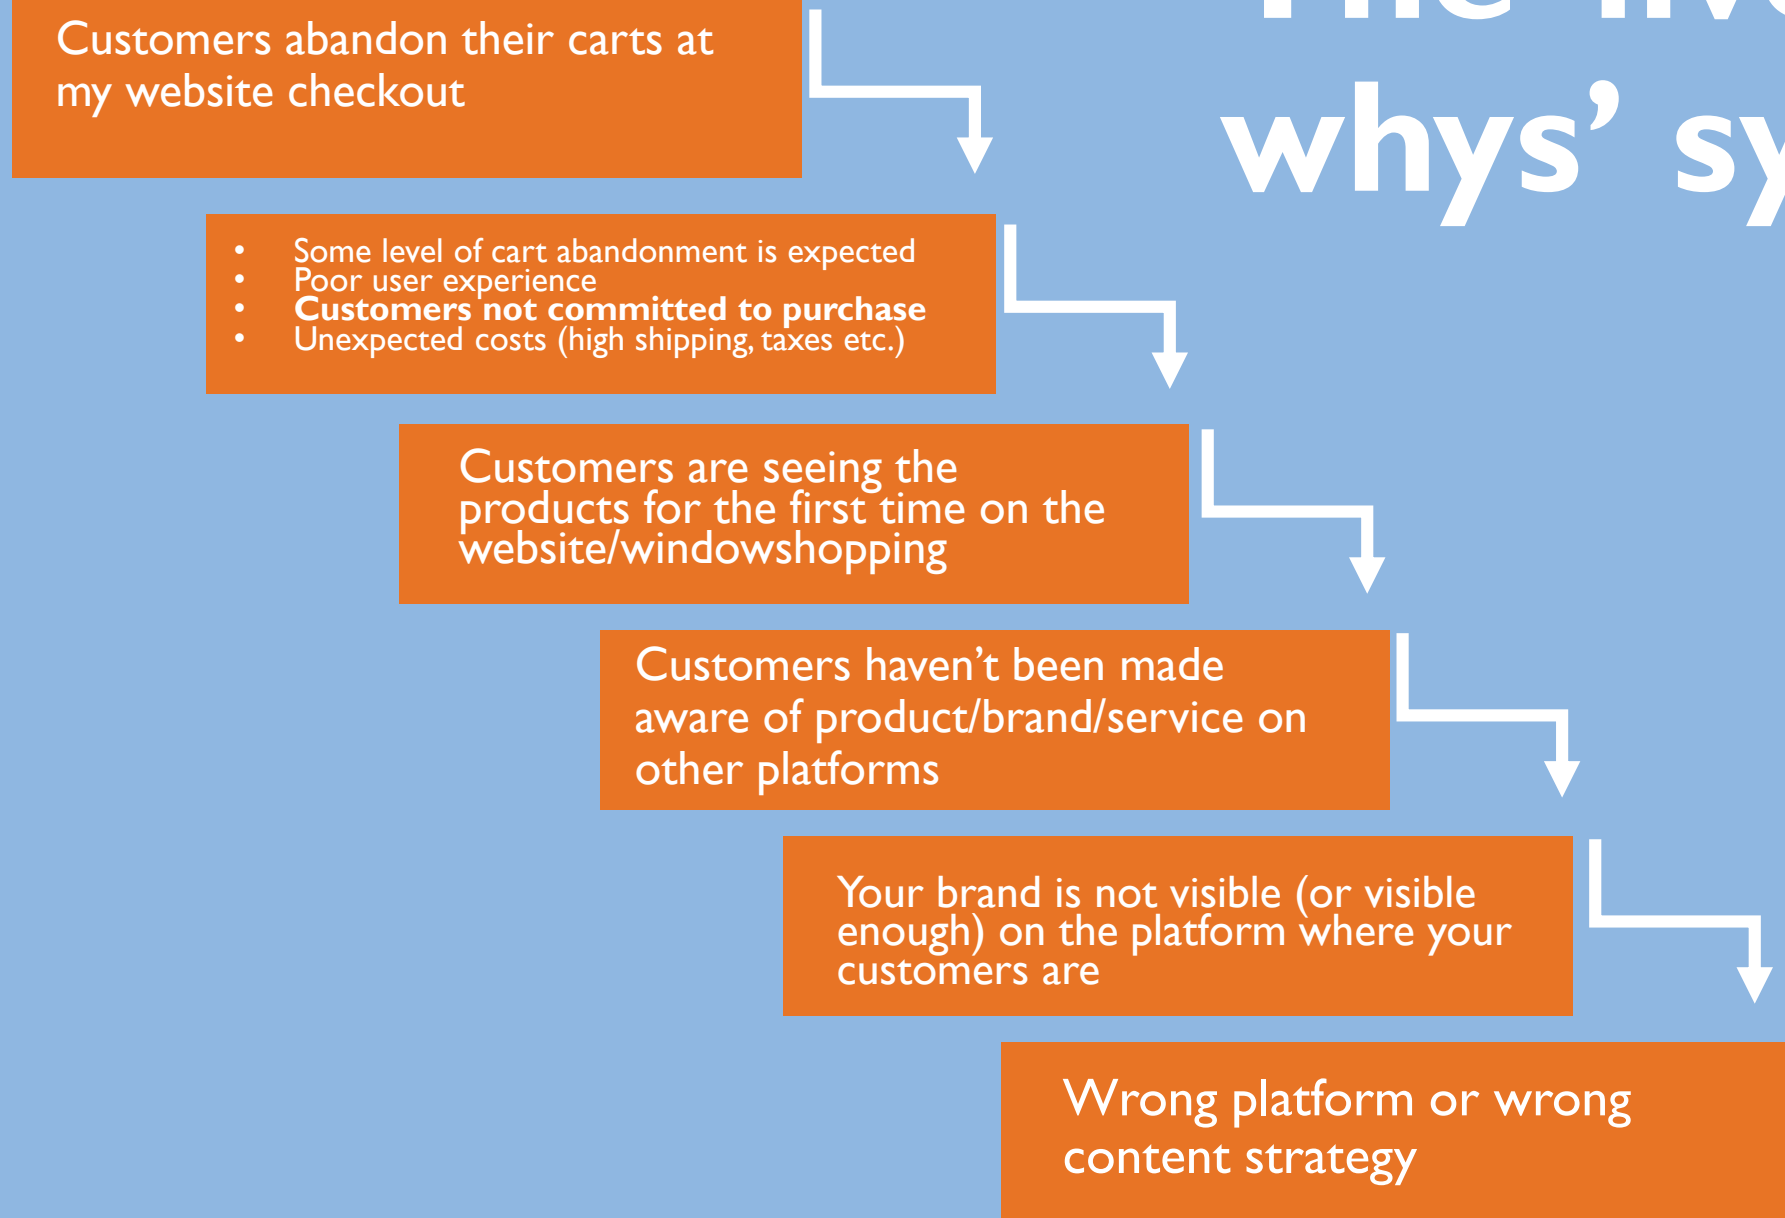 The ‘five
whys’ sy
Customers abandon their carts at
my website checkout
• Some level of cart abandonment is expected
• Poor user experience
• Customers not committed to purchase
• Unexpected costs (high shipping, taxes etc.)
Customers are seeing the
products for the first time on the
website/windowshopping
Customers haven’t been made
aware of product/brand/service on
other platforms
Your brand is not visible (or visible
enough) on the platform where your
customers are
Wrong platform or wrong
content strategy